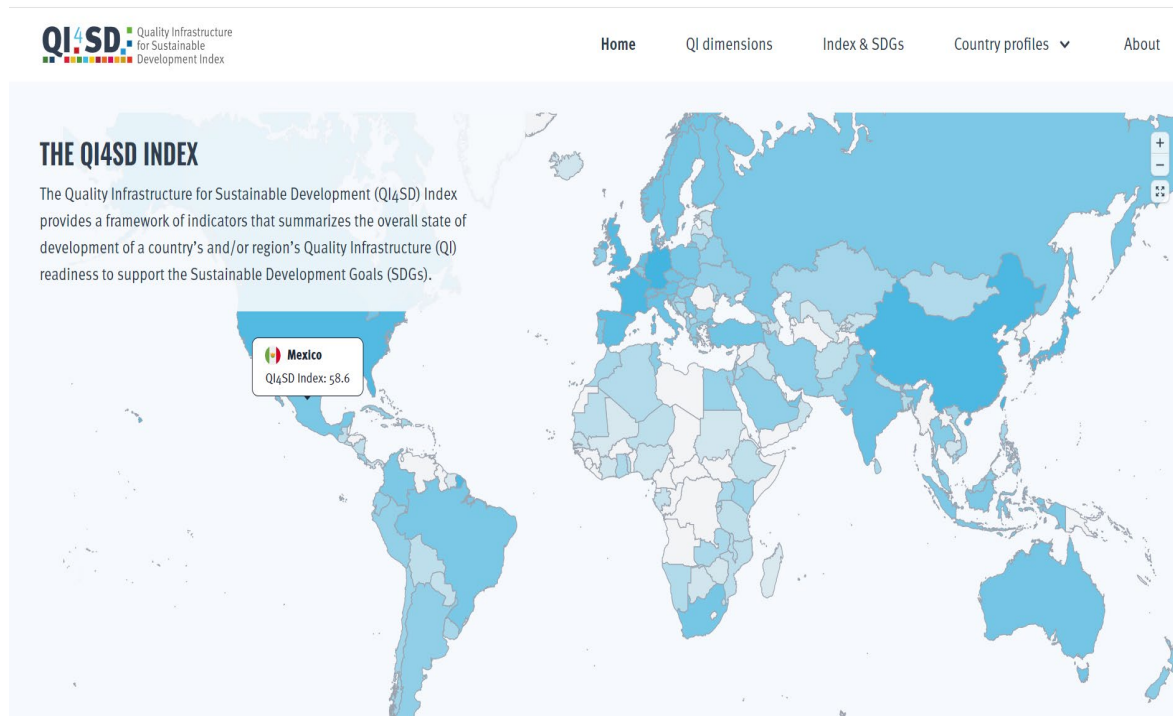 QI4SD
Quality Infrastructure
for Sustainable
Development Index
Home QI dimensions Index & SDGs Country profiles About
THE QI4SD INDEX
The Quality Infrastructure for Sustainable Development (QI4SD) Index
provides a framework of indicators that summarizes the overall state of
development of a country's and/or region's Quality Infrastructure (QI)
readiness to support the Sustainable Development Goals (SDGs).
+
−
Mexico
QI4SD Index: 58.6